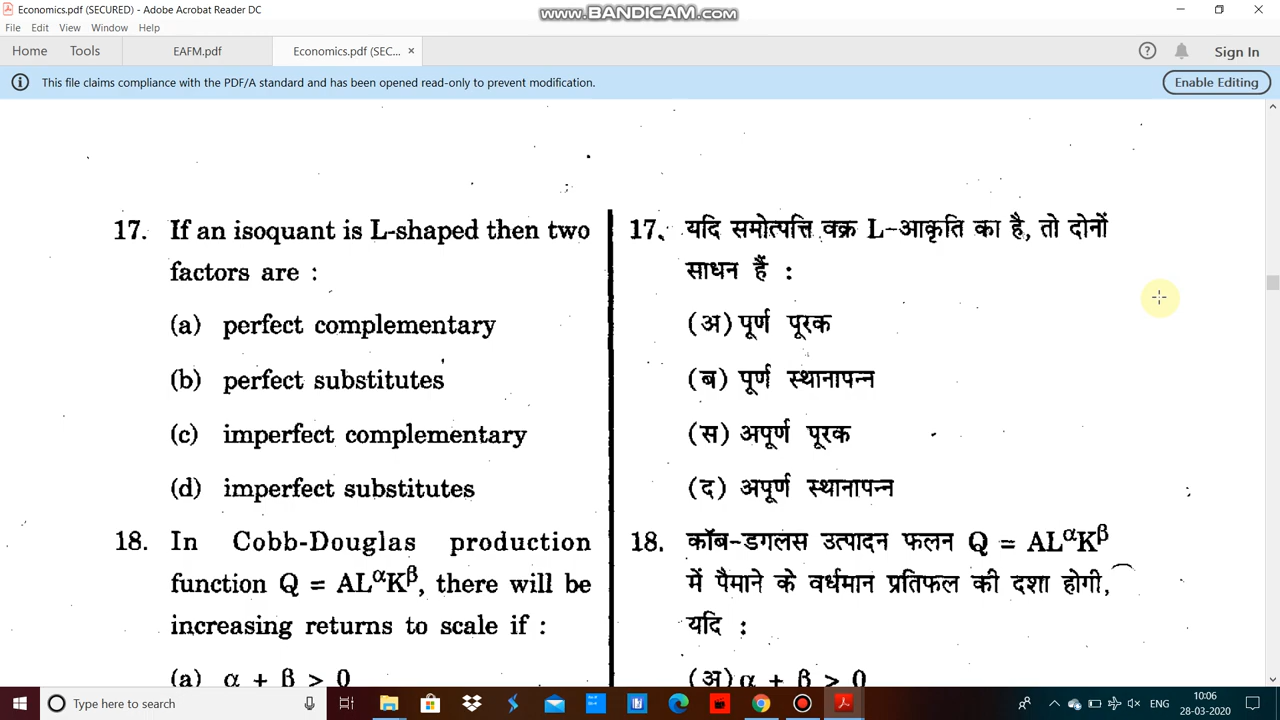 Economics.pdf (SECURED) - Adobe Acrobat Reader DC
www.BANDICAM.com
File Edit View Window Help
Home Tools EAFM.pdf Economics.pdf (SEC... × Sign In
This file claims compliance with the PDF/A standard and has been opened read-only to prevent modification. Enable Editing
17. If an isoquant is L-shaped then two
factors are :
(a) perfect complementary
(b) perfect substitutes
(c) imperfect complementary
(d) imperfect substitutes
18. In Cobb-Douglas production
function Q = AL^αK^β, there will be
increasing returns to scale if :
(a) α + β > 0
17. यदि समोत्पत्ति वक्र L-आकृति का है, तो दोनों
साधन हैं :
(अ) पूर्ण पूरक
(ब) पूर्ण स्थानापन्न
(स) अपूर्ण पूरक
(द) अपूर्ण स्थानापन्न
18. कॉब-डगलस उत्पादन फलन Q = AL^αK^β
में पैमाने के वर्धमान प्रतिफल की दशा होगी,
यदि :
(अ) α + β > 0
Type here to search
ENG
10:06
28-03-2020